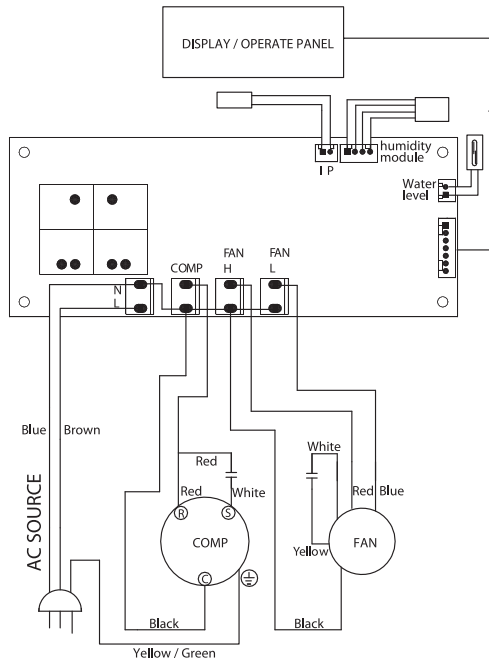 DISPLAY / OPERATE PANEL
humidity
module
I P
Water
level
COMP
FAN
H
FAN
L
N
L
Blue
Brown
AC SOURCE
Red
Red
White
R
S
COMP
C
Black
Yellow / Green
White
Red
Blue
Yellow
FAN
Black